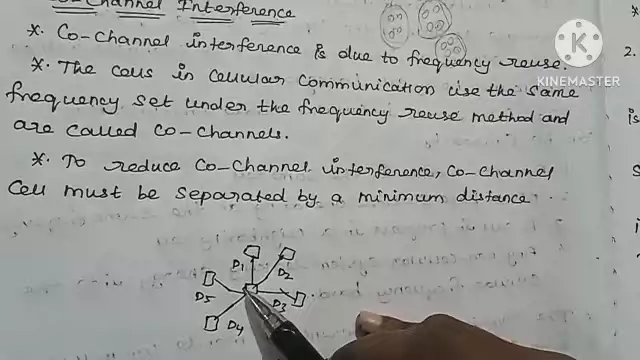 Co-Channel Interference
*. Co-Channel interference is due to frequency reuse.
*. The cells in cellular communication use the same
frequency set under the frequency reuse method and
are called co-channels.
*. To reduce co-channel interference, co-channel
cell must be separated by a minimum distance.
D1
D2
D5
D3
D4
KINEMASTER
2.
is